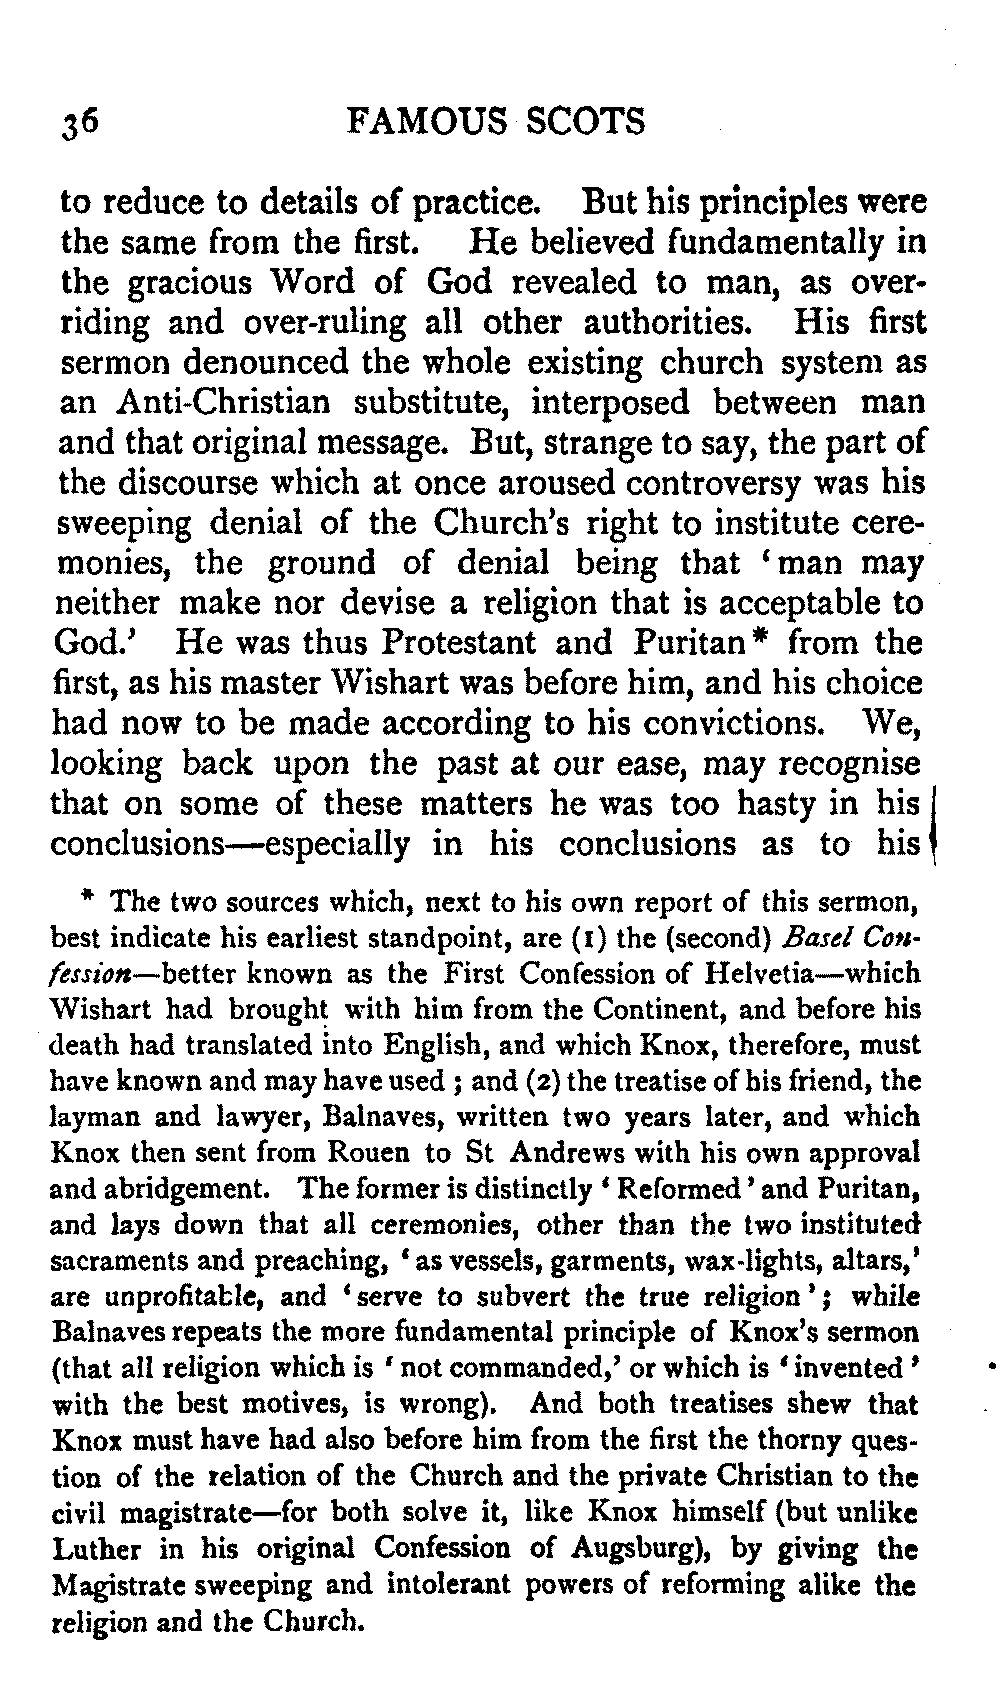 36 FAMOUS SCOTS
to reduce to details of practice. But his principles were
the same from the first. He believed fundamentally in
the gracious Word of God revealed to man, as over-
riding and over-ruling all other authorities. His first
sermon denounced the whole existing church system as
an Anti-Christian substitute, interposed between man
and that original message. But, strange to say, the part of
the discourse which at once aroused controversy was his
sweeping denial of the Church's right to institute cere-
monies, the ground of denial being that ‘man may
neither make nor devise a religion that is acceptable to
God.’ He was thus Protestant and Puritan* from the
first, as his master Wishart was before him, and his choice
had now to be made according to his convictions. We,
looking back upon the past at our ease, may recognise
that on some of these matters he was too hasty in his
conclusions—especially in his conclusions as to his
* The two sources which, next to his own report of this sermon,
best indicate his earliest standpoint, are (1) the (second) Basel Con-
fession—better known as the First Confession of Helvetia—which
Wishart had brought with him from the Continent, and before his
death had translated into English, and which Knox, therefore, must
have known and may have used ; and (2) the treatise of his friend, the
layman and lawyer, Balnaves, written two years later, and which
Knox then sent from Rouen to St Andrews with his own approval
and abridgement. The former is distinctly ‘Reformed’ and Puritan,
and lays down that all ceremonies, other than the two instituted
sacraments and preaching, ‘as vessels, garments, wax-lights, altars,’
are unprofitable, and ‘serve to subvert the true religion’; while
Balnaves repeats the more fundamental principle of Knox's sermon
(that all religion which is ‘not commanded,’ or which is ‘invented’
with the best motives, is wrong). And both treatises shew that
Knox must have had also before him from the first the thorny ques-
tion of the relation of the Church and the private Christian to the
civil magistrate—for both solve it, like Knox himself (but unlike
Luther in his original Confession of Augsburg), by giving the
Magistrate sweeping and intolerant powers of reforming alike the
religion and the Church.